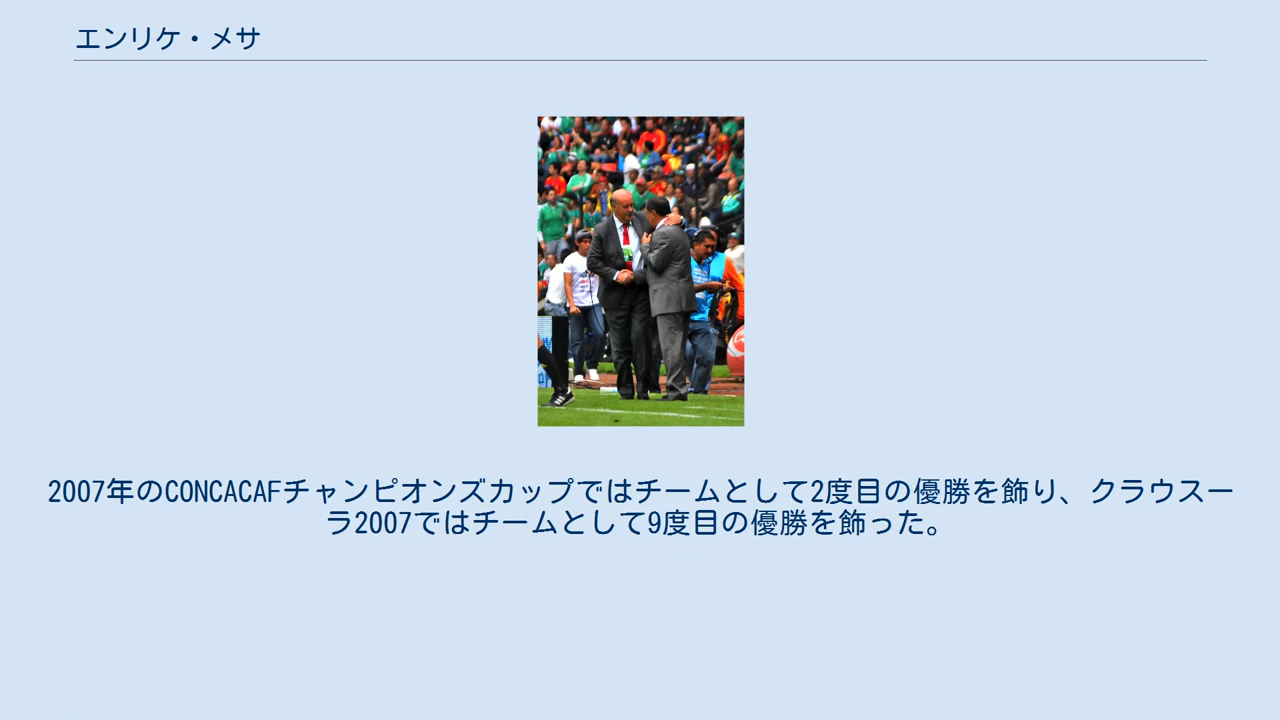 エンリケ・メサ
2007年のCONCACAFチャンピオンズカップではチームとして2度目の優勝を飾り、クラウスー
ラ2007ではチームとして9度目の優勝を飾った。